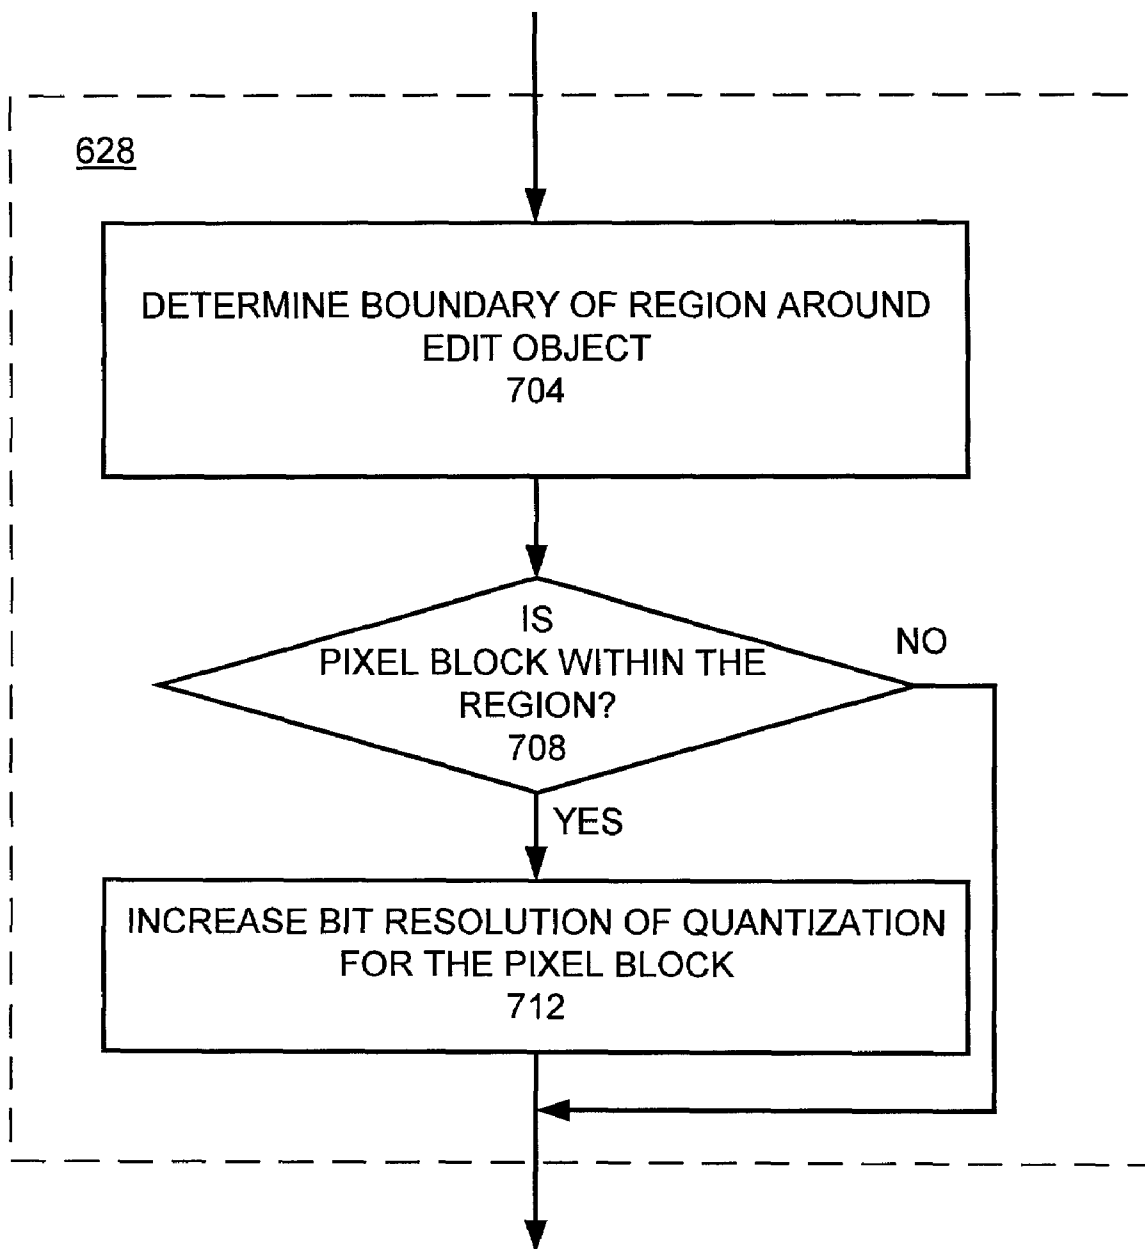 628
DETERMINE BOUNDARY OF REGION AROUND
EDIT OBJECT
704
IS
PIXEL BLOCK WITHIN THE
REGION?
708
NO
YES
INCREASE BIT RESOLUTION OF QUANTIZATION
FOR THE PIXEL BLOCK
712